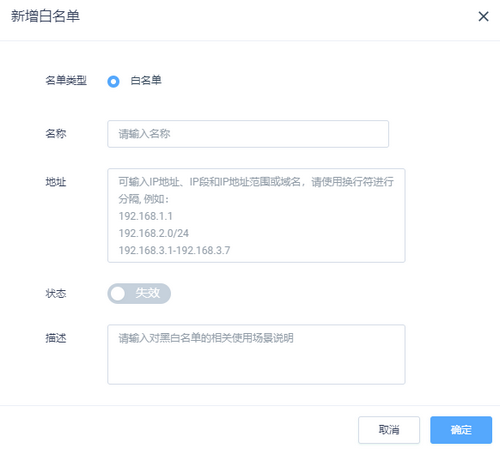 新增白名单
名单类型 白名单
名称 请输入名称
地址 可输入IP地址、IP段和IP地址范围或域名，请使用换行符进行
分隔, 例如：
192.168.1.1
192.168.2.0/24
192.168.3.1-192.168.3.7
状态 失效
描述 请输入对黑白名单的相关使用场景说明
取消 确定